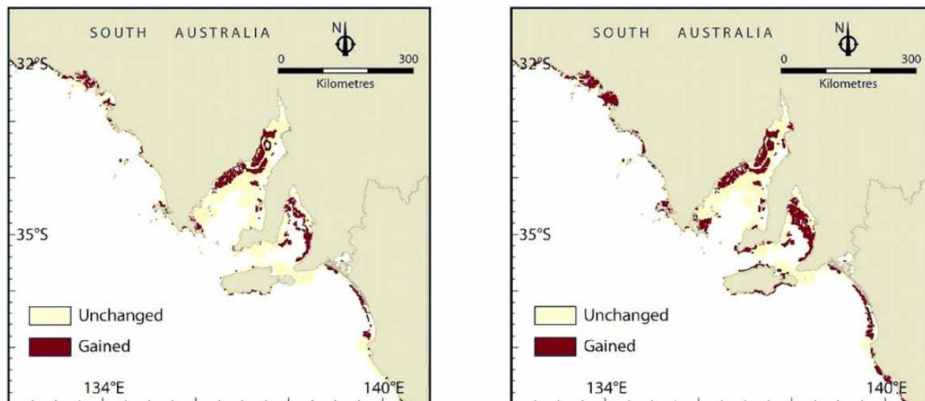 SOUTH AUSTRALIA
N
0 300
Kilometres
32°S
35°S
Unchanged
Gained
134°E 140°E
SOUTH AUSTRALIA
N
0 300
Kilometres
32°S
35°S
Unchanged
Gained
134°E 140°E